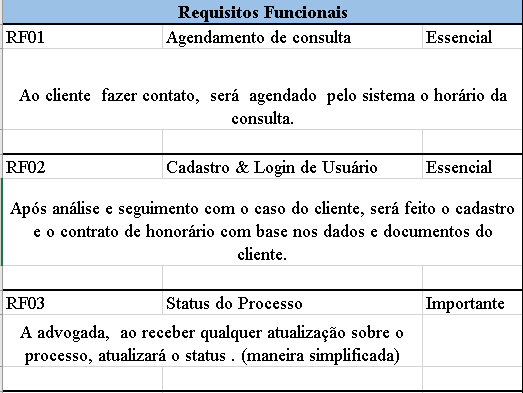 Requisitos Funcionais
RF01 Agendamento de consulta Essencial
Ao cliente fazer contato, será agendado pelo sistema o horário da
consulta.
RF02 Cadastro & Login de Usuário Essencial
Após análise e seguimento com o caso do cliente, será feito o cadastro
e o contrato de honorário com base nos dados e documentos do
cliente.
RF03 Status do Processo Importante
A advogada, ao receber qualquer atualização sobre o
processo, atualizará o status . (maneira simplificada)